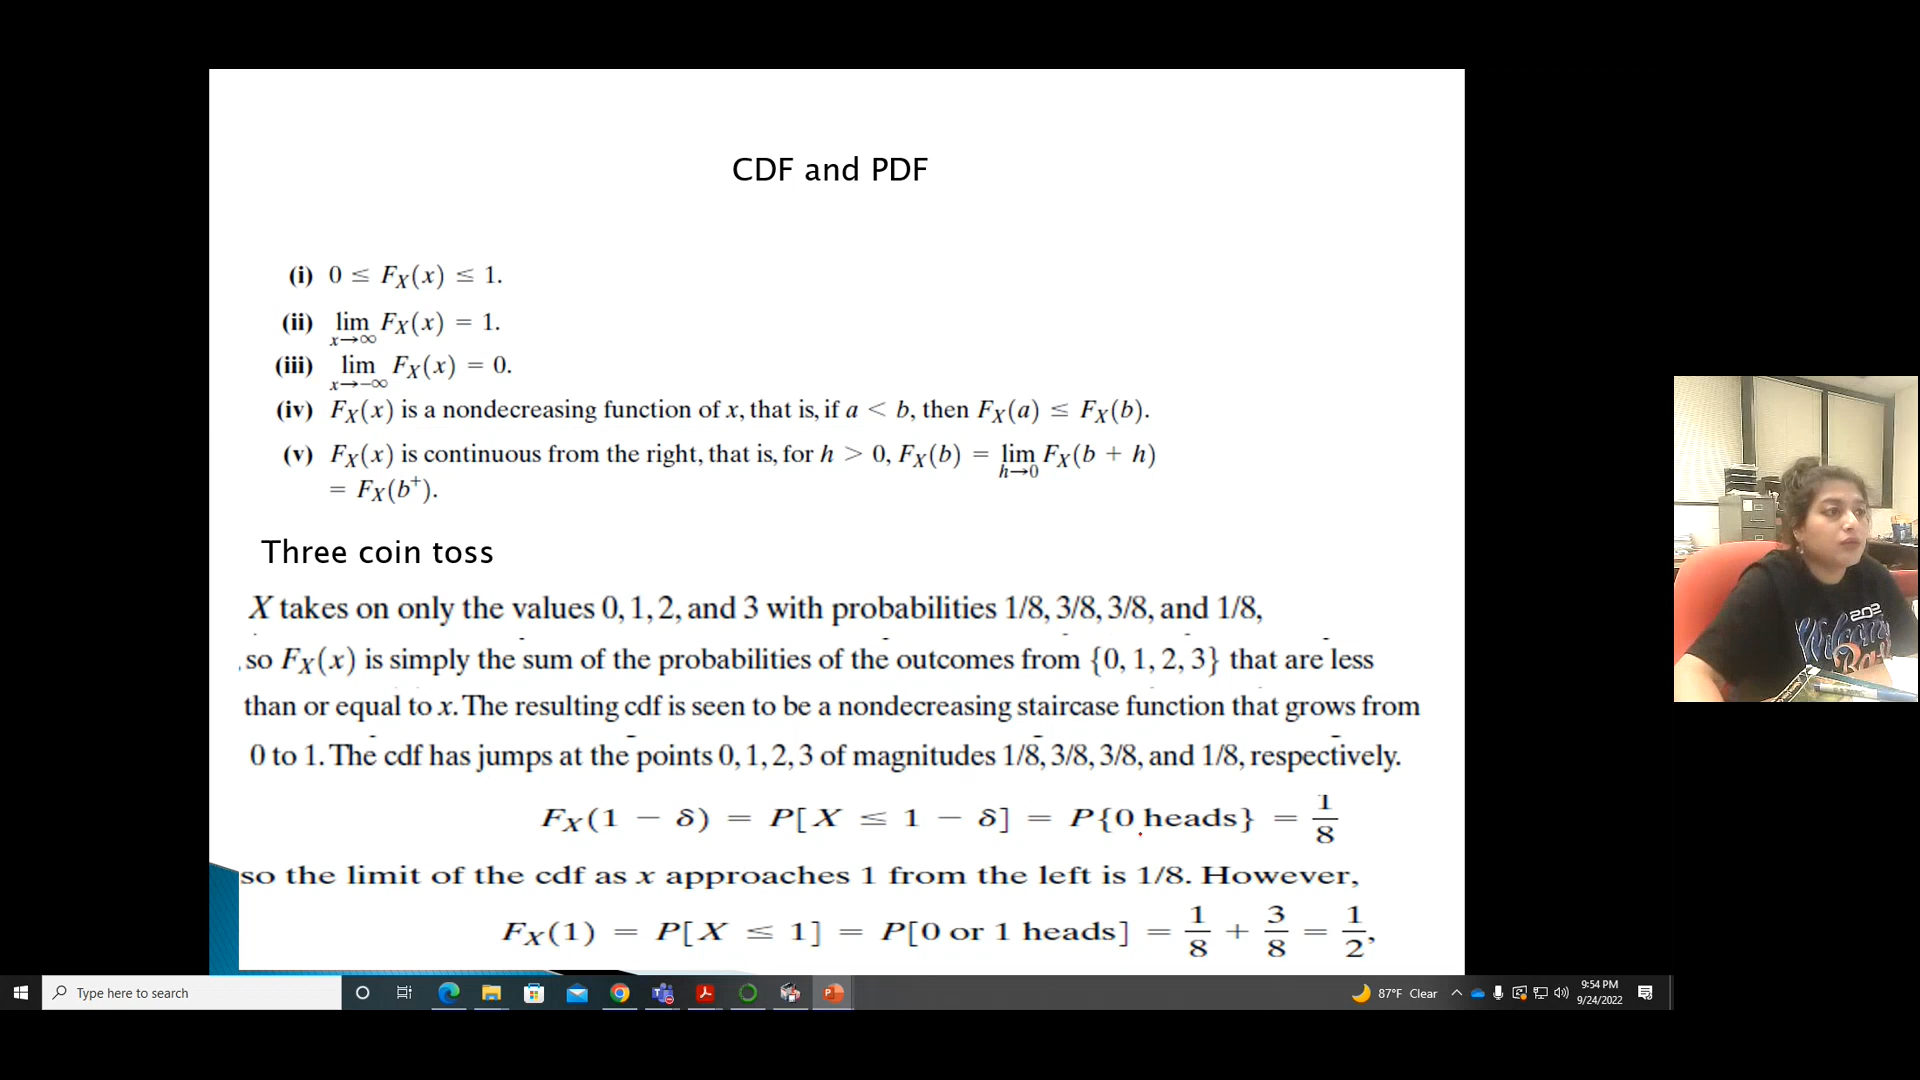 CDF and PDF
(i) 0 ≤ F_X(x) ≤ 1.
(ii) lim_{x→∞} F_X(x) = 1.
(iii) lim_{x→−∞} F_X(x) = 0.
(iv) F_X(x) is a nondecreasing function of x, that is, if a < b, then F_X(a) ≤ F_X(b).
(v) F_X(x) is continuous from the right, that is, for h > 0, F_X(b) = lim_{h→0} F_X(b + h)
= F_X(b⁺).
Three coin toss
X takes on only the values 0, 1, 2, and 3 with probabilities 1/8, 3/8, 3/8, and 1/8,
so F_X(x) is simply the sum of the probabilities of the outcomes from {0, 1, 2, 3} that are less
than or equal to x. The resulting cdf is seen to be a nondecreasing staircase function that grows from
0 to 1. The cdf has jumps at the points 0, 1, 2, 3 of magnitudes 1/8, 3/8, 3/8, and 1/8, respectively.
F_X(1 − δ) = P[X ≤ 1 − δ] = P{0 heads} = 1/8
so the limit of the cdf as x approaches 1 from the left is 1/8. However,
F_X(1) = P[X ≤ 1] = P[0 or 1 heads] = 1/8 + 3/8 = 1/2,
Type here to search
87°F Clear
9:54 PM
9/24/2022
202
Welcome
Ba